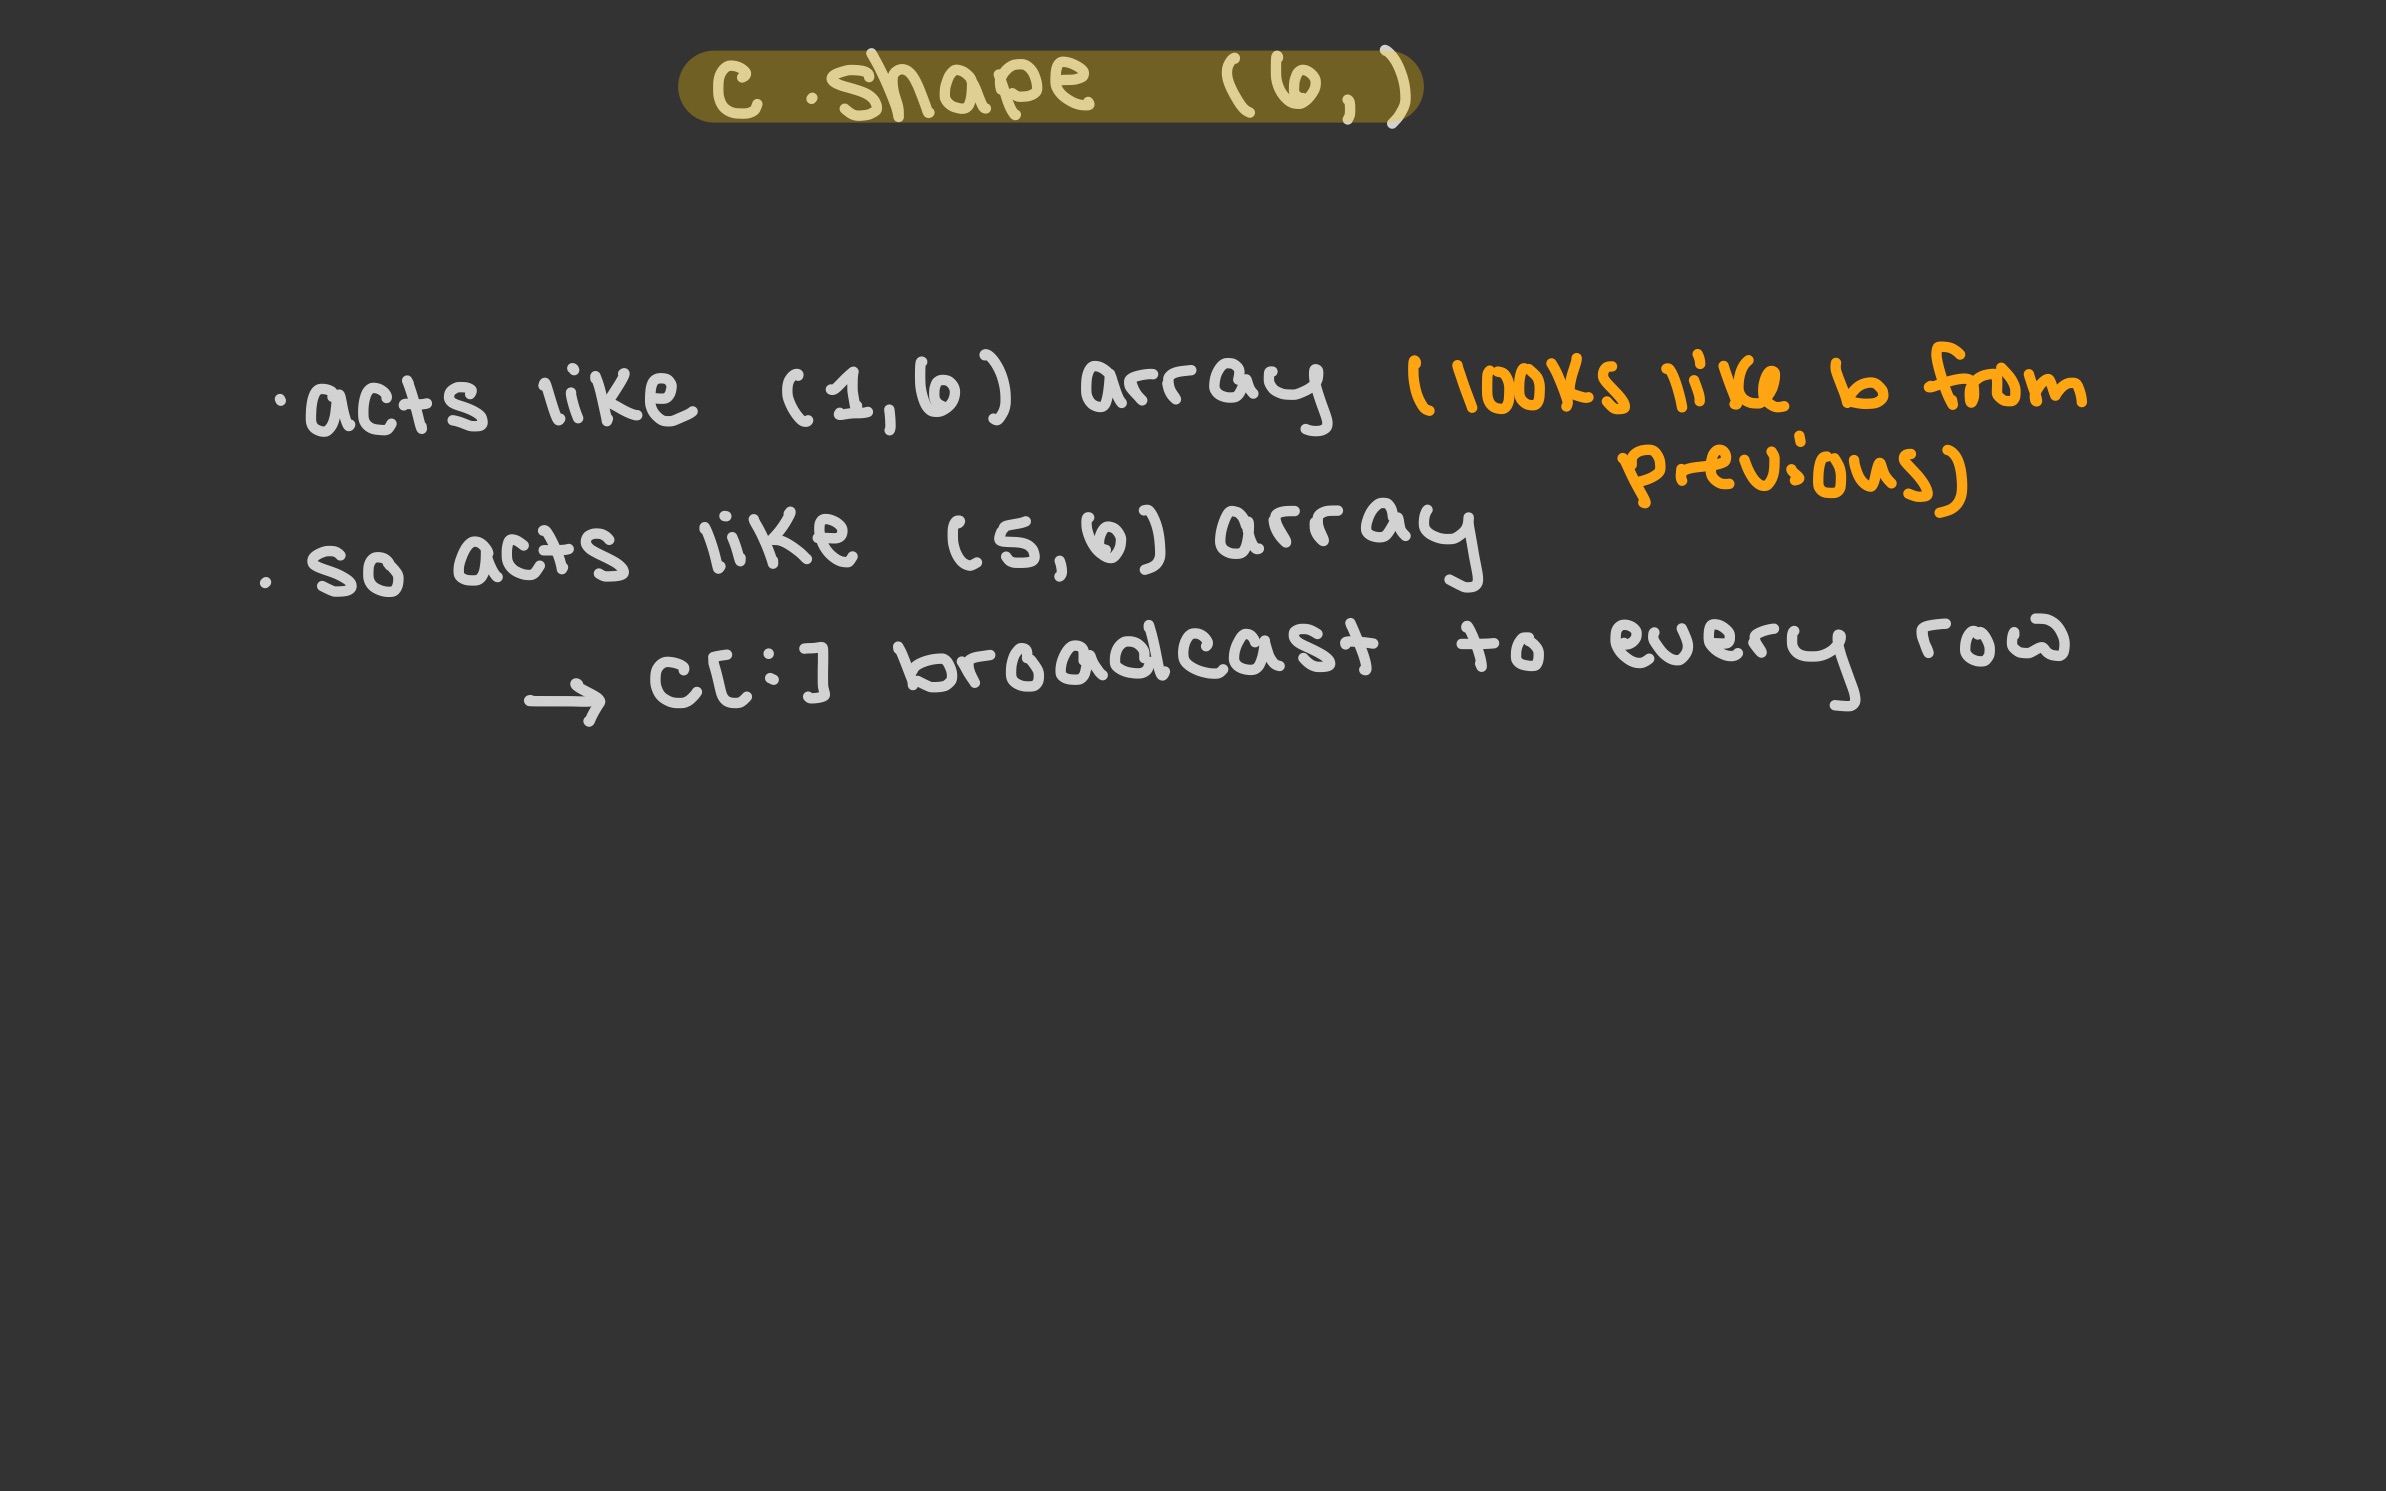 c .shape (6,)
· acts like (1,6) array (looks like b from
previous)
. so acts like (5,6) array
→ c[:] broadcast to every row